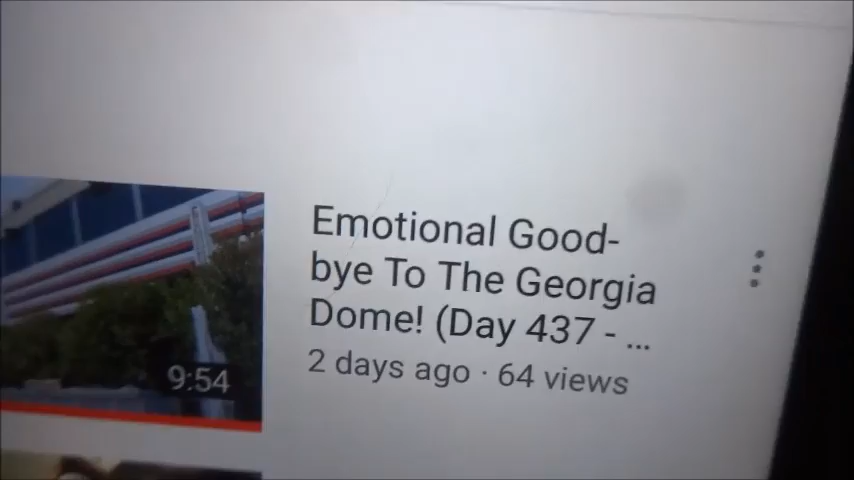 Emotional Good-
bye To The Georgia
Dome! (Day 437 - ...
2 days ago · 64 views
9:54